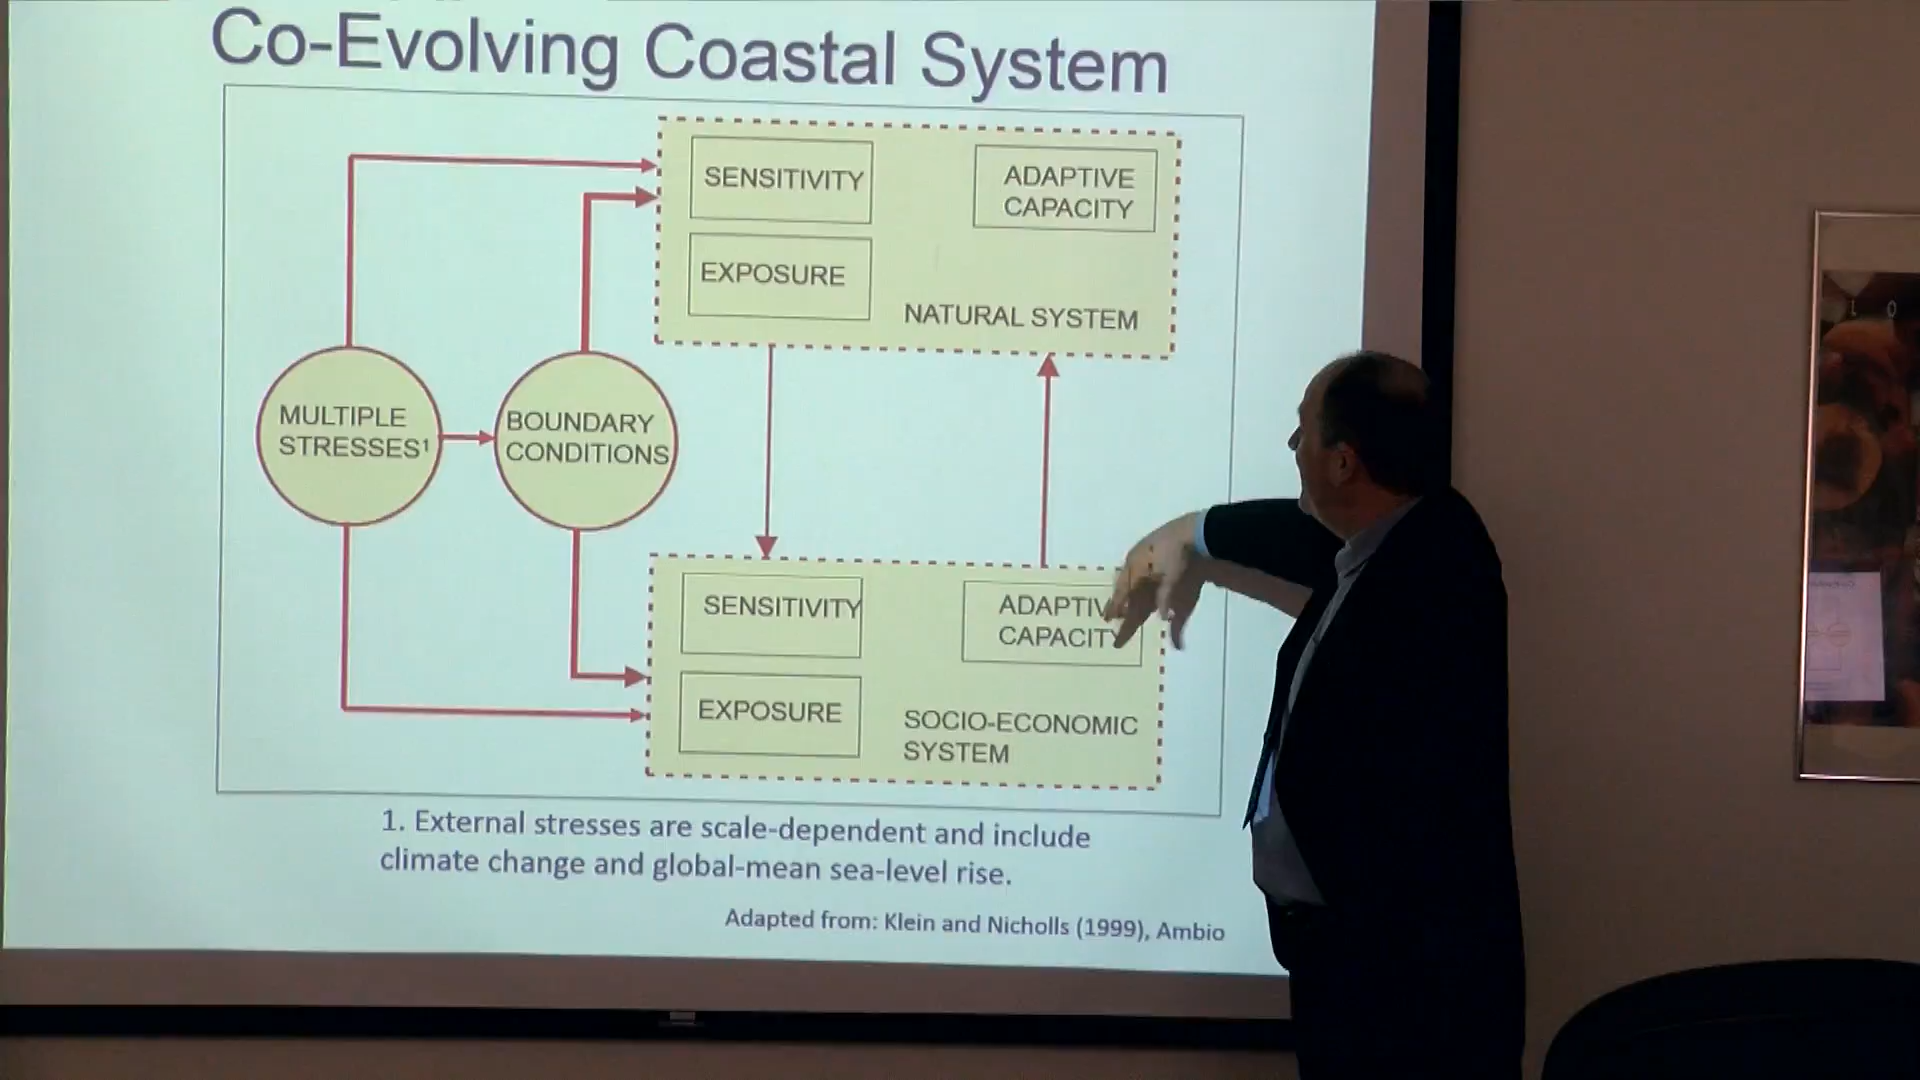 Co-Evolving Coastal System
SENSITIVITY
ADAPTIVE
CAPACITY
EXPOSURE
NATURAL SYSTEM
MULTIPLE
STRESSES¹
BOUNDARY
CONDITIONS
SENSITIVITY
ADAPTIV
CAPACITY
EXPOSURE
SOCIO-ECONOMIC
SYSTEM
1. External stresses are scale-dependent and include
climate change and global-mean sea-level rise.
Adapted from: Klein and Nicholls (1999), Ambio